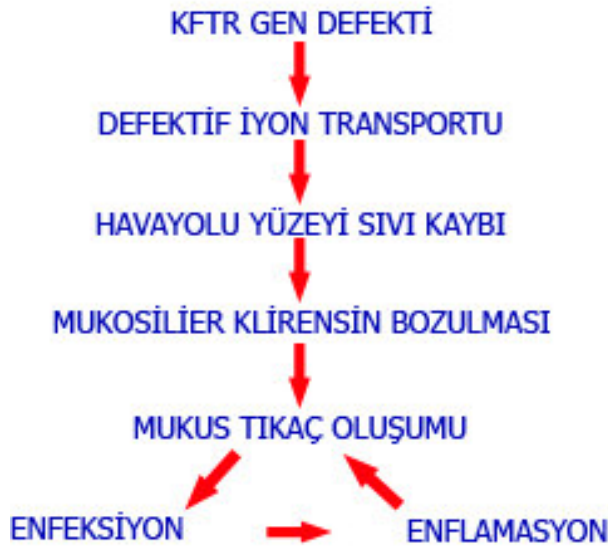 KFTR GEN DEFEKTİ
DEFEKTİF İYON TRANSPORTU
HAVAYOLU YÜZEYİ SIVI KAYBI
MUKOSİLİER KLİRENSİN BOZULMASI
MUKUS TIKAÇ OLUŞUMU
ENFEKSİYON
ENFLAMASYON